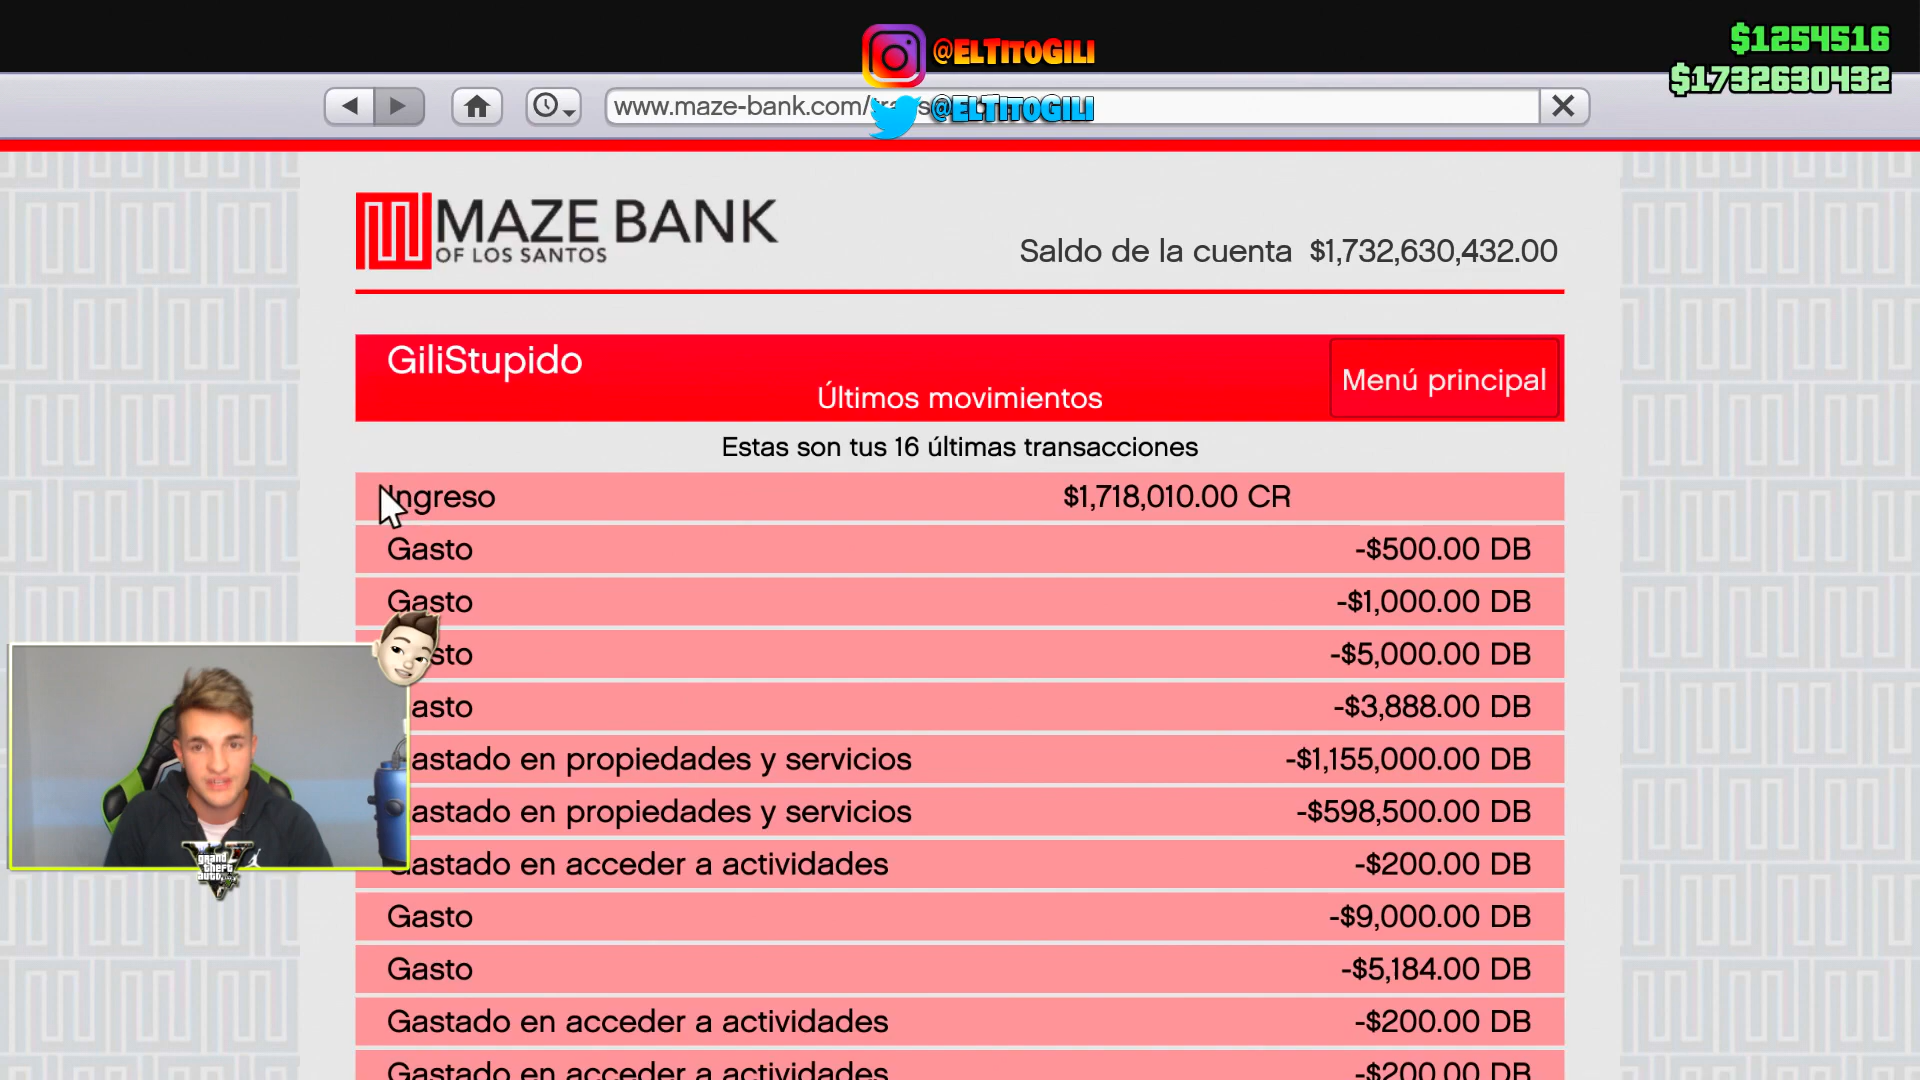 @ELTITOGILI
$1254516
$1732630432
www.maze-bank.com/
@ELTITOGILI
MAZE BANK
OF LOS SANTOS
Saldo de la cuenta $1,732,630,432.00
GiliStupido
Menú principal
Últimos movimientos
Estas son tus 16 últimas transacciones
Ingreso $1,718,010.00 CR
Gasto -$500.00 DB
Gasto -$1,000.00 DB
sto -$5,000.00 DB
asto -$3,888.00 DB
astado en propiedades y servicios -$1,155,000.00 DB
astado en propiedades y servicios -$598,500.00 DB
Gastado en acceder a actividades -$200.00 DB
Gasto -$9,000.00 DB
Gasto -$5,184.00 DB
Gastado en acceder a actividades -$200.00 DB
Gastado en acceder a actividades -$200.00 DB
grand
theft
auto
V